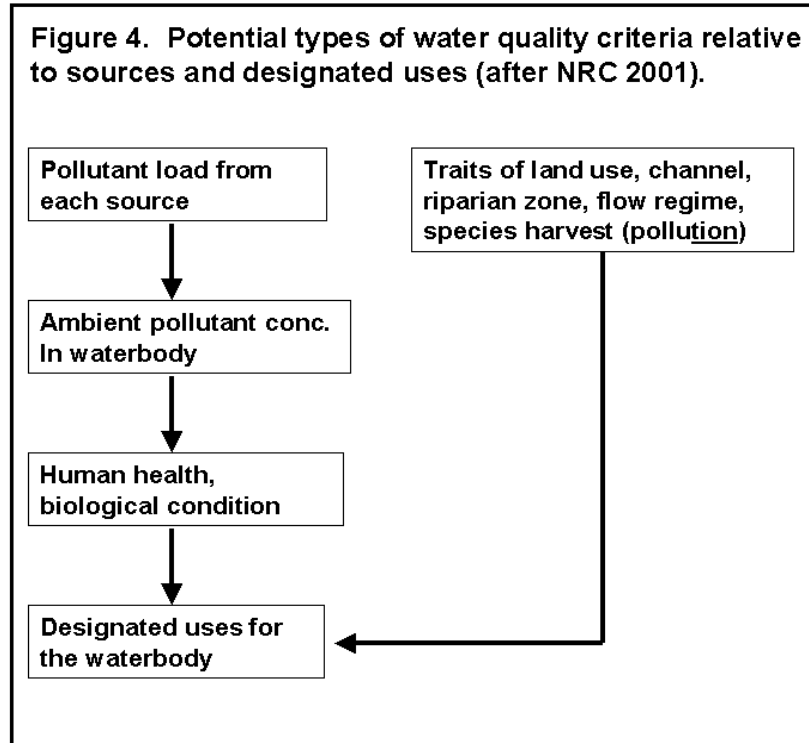 Figure 4. Potential types of water quality criteria relative
to sources and designated uses (after NRC 2001).
Pollutant load from
each source
Traits of land use, channel,
riparian zone, flow regime,
species harvest (pollution)
Ambient pollutant conc.
In waterbody
Human health,
biological condition
Designated uses for
the waterbody